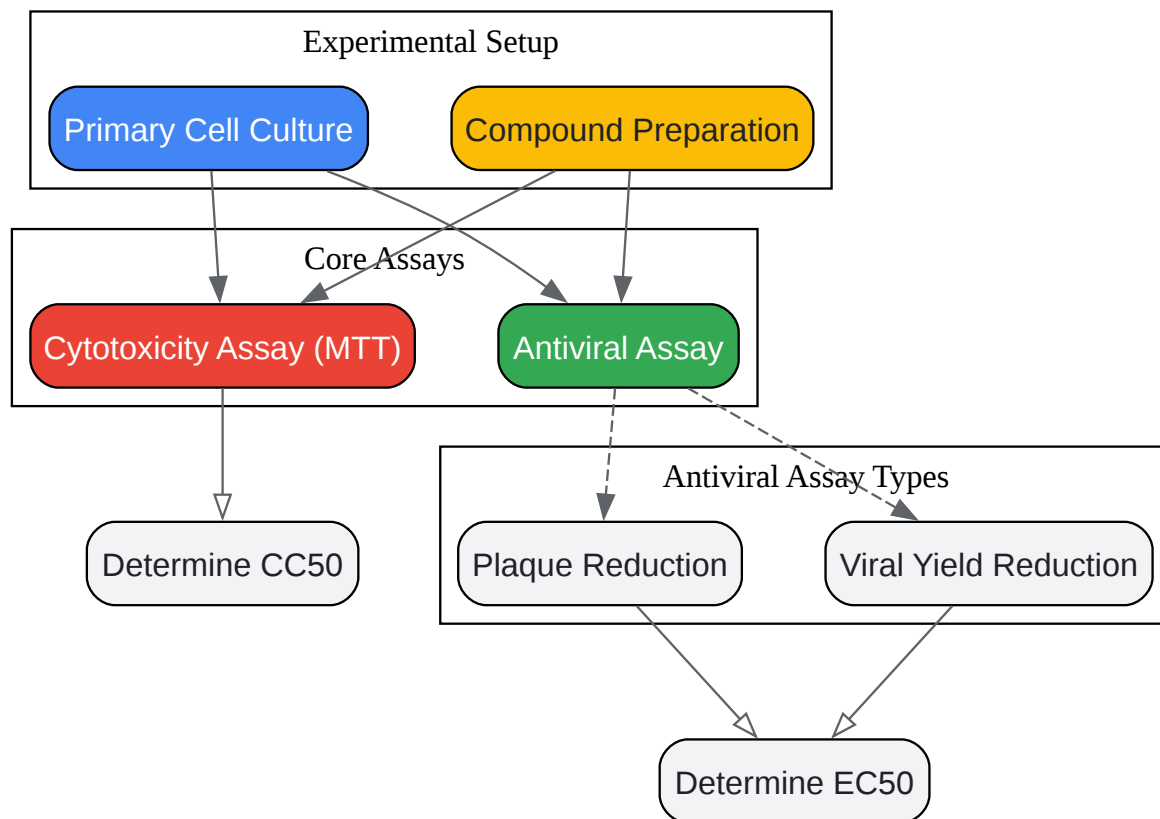 Experimental Setup
Primary Cell Culture
Compound Preparation
Core Assays
Cytotoxicity Assay (MTT)
Antiviral Assay
Antiviral Assay Types
Determine CC50
Plaque Reduction
Viral Yield Reduction
Determine EC50